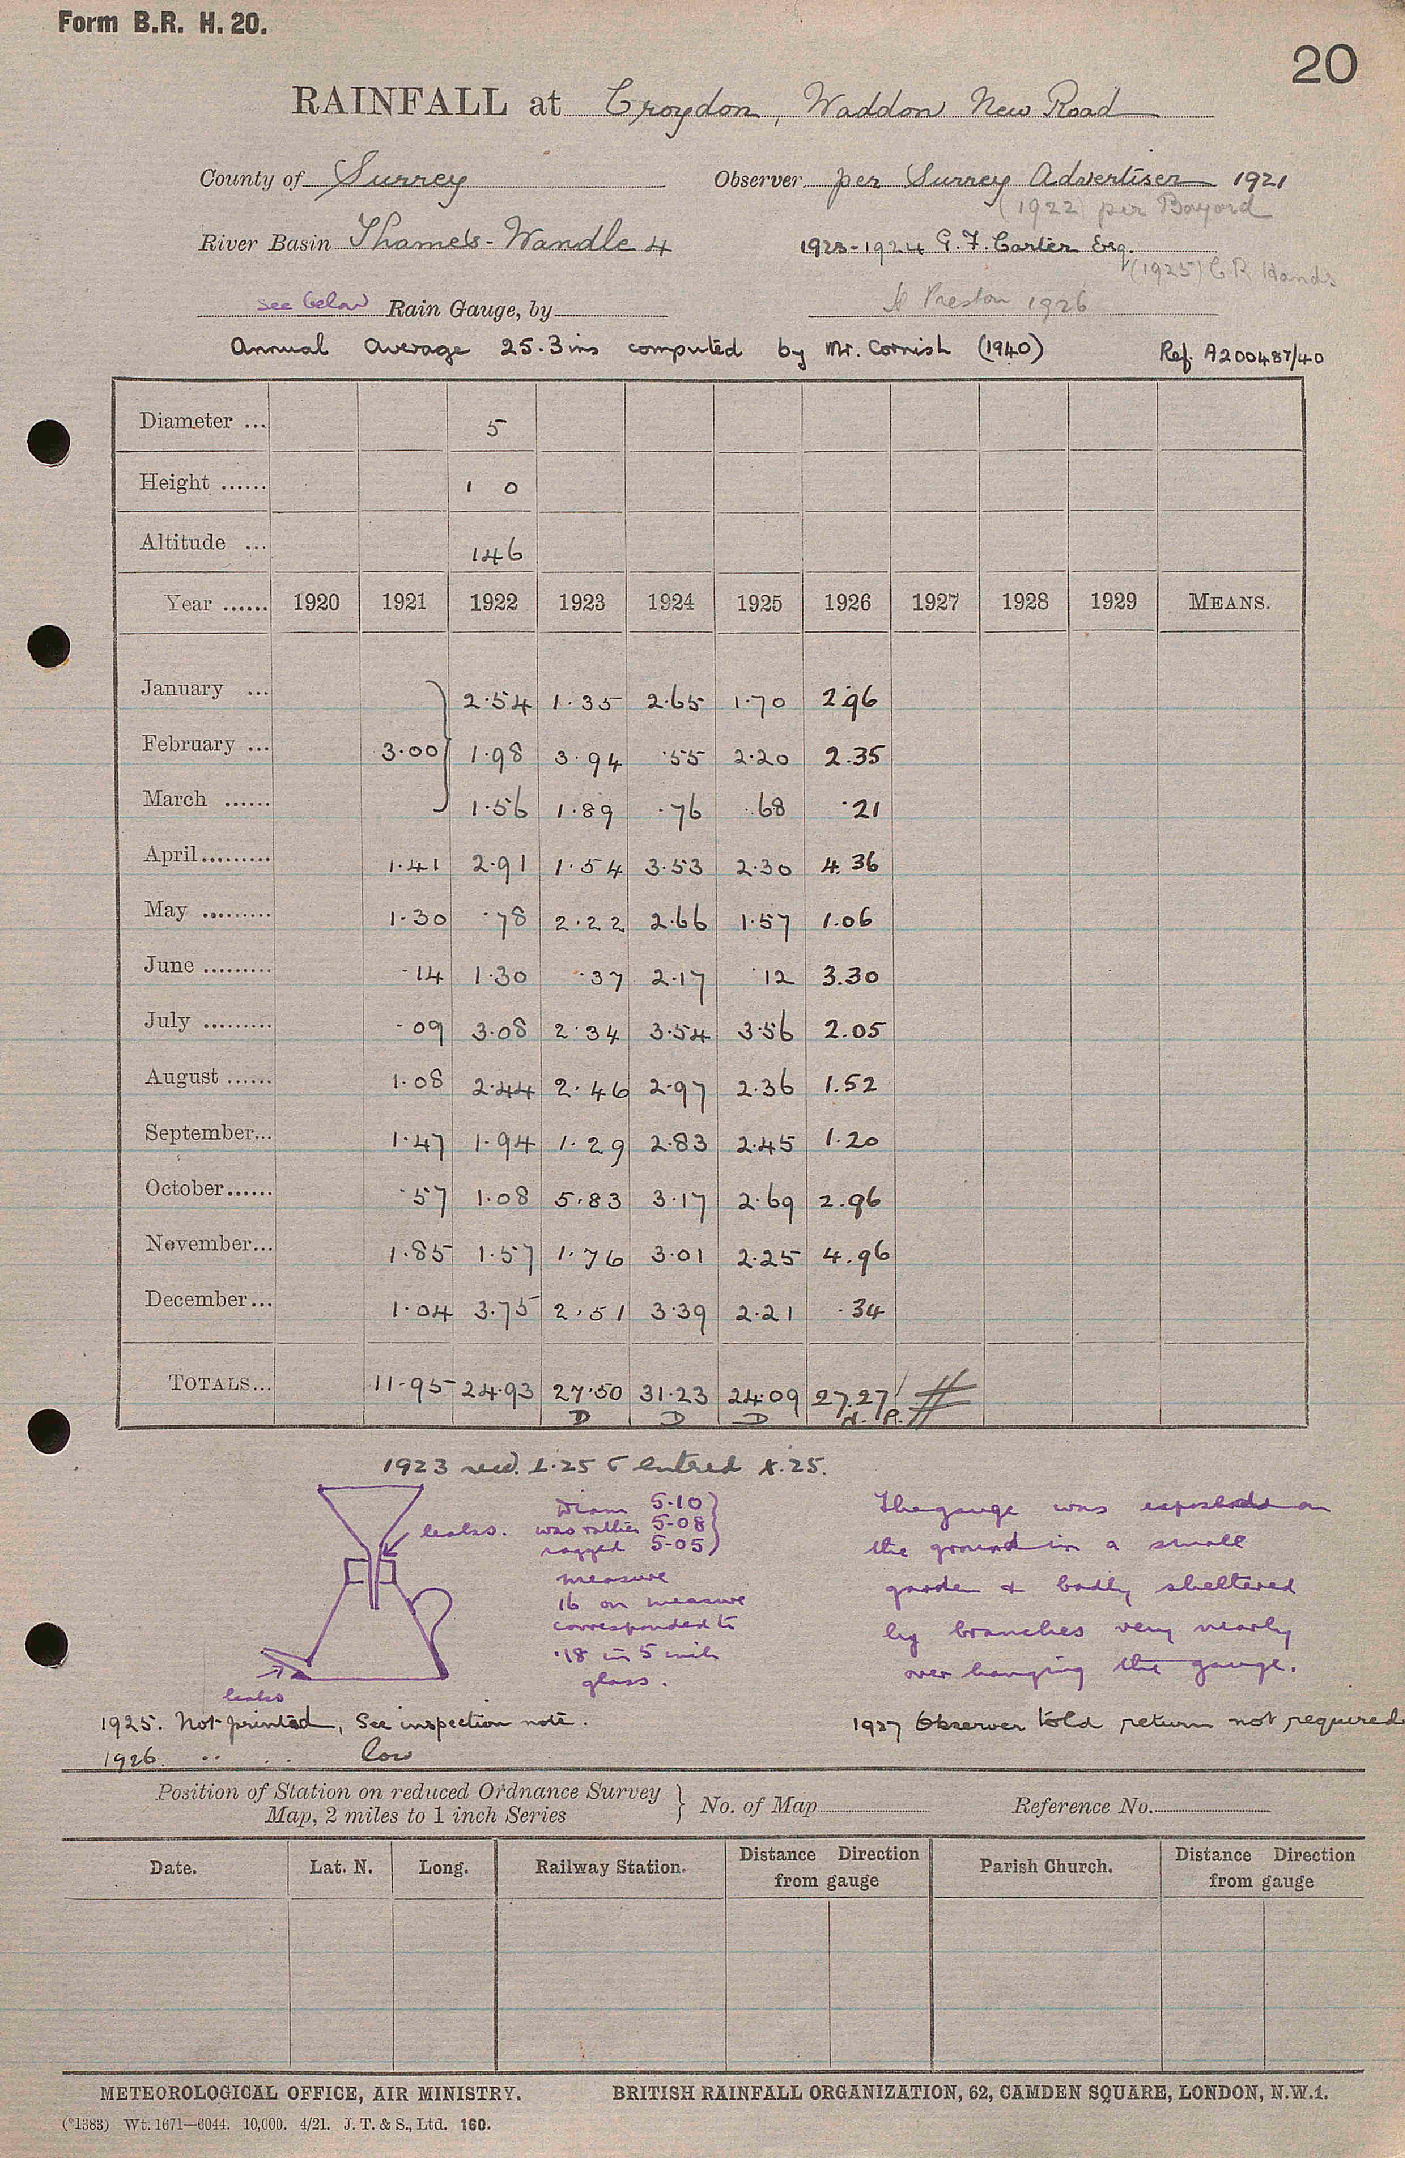 Form B.R. H. 20.
20
RAINFALL at Croydon, Waddon New Road
County of Surrey Observer per Surrey Advertiser 1921
(1922) per Bayard
River Basin Thames - Wandle 4 1923-1924 G. F. Carter Esq.
(1925) C R Hands
see below Rain Gauge, by Preston 1926
Annual Average 25.3 ins computed by Mr. Cornish (1940) Ref. A200487/40
Diameter ... 5
Height ...... 1 0
Altitude ... 146
Year ...... 1920 1921 1922 1923 1924 1925 1926 1927 1928 1929 MEANS.
January ... 2.54 1.35 2.65 1.70 2.96
February ... 3.00 } 1.98 3.94 .55 2.20 2.35
March ...... 1.56 1.89 .76 .68 .21
April......... 1.41 2.91 1.54 3.53 2.30 4.36
May ......... 1.30 .78 2.22 2.66 1.57 1.06
June ......... .14 1.30 .37 2.17 .12 3.30
July ......... .09 3.08 2.34 3.54 3.56 2.05
August ...... 1.08 2.44 2.46 2.97 2.36 1.52
September... 1.47 1.94 1.29 2.83 2.45 1.20
October...... .57 1.08 5.83 3.17 2.69 2.96
November... 1.85 1.57 1.76 3.01 2.25 4.96
December... 1.04 3.75 2.51 3.39 2.21 .34
TOTALS... 11.95 24.93 27.50 31.23 24.09 27.27
D D D H. P.
1923 recd. entered
leaks.
Diam 5.10 }
was rather 5.08
ragged 5.05
measure
16 on measure
corresponded to
.18 in 5 inch
glass.
leaks
The gauge was exposed on
the ground in a small
garden & badly sheltered
by branches very nearly
over hanging the gauge.
1925. Not printed, See inspection note. 1927 Observer told return not required
1926. " " low
Position of Station on reduced Ordnance Survey
Map, 2 miles to 1 inch Series } No. of Map Reference No.
Date. Lat. N. Long. Railway Station. Distance Direction from gauge Parish Church. Distance Direction from gauge
METEOROLOGICAL OFFICE, AIR MINISTRY. BRITISH RAINFALL ORGANIZATION, 62, CAMDEN SQUARE, LONDON, N.W.1.
(*1383) Wt. 1671—6044. 10,000. 4/21. J. T. & S., Ltd. 160.